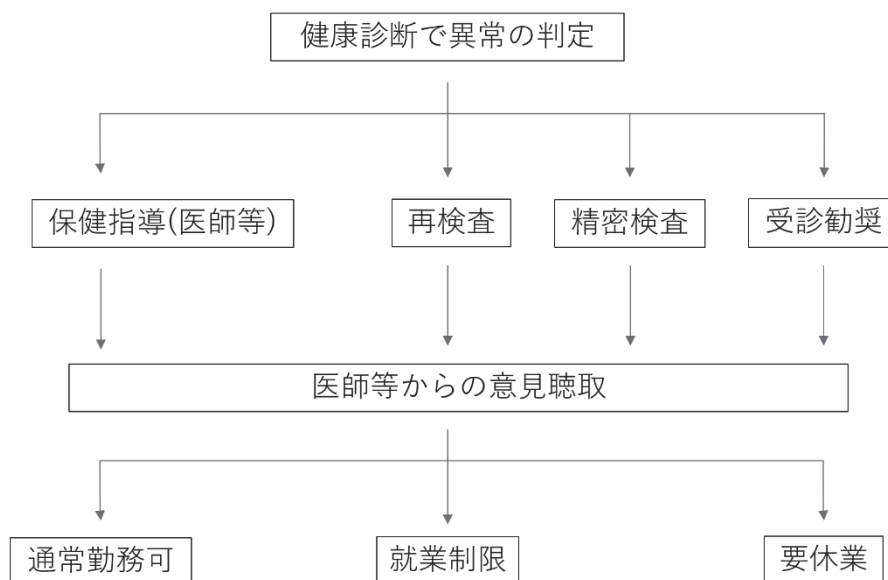 健康診断で異常の判定
保健指導(医師等)
再検査
精密検査
受診勧奨
医師等からの意見聴取
通常勤務可
就業制限
要休業